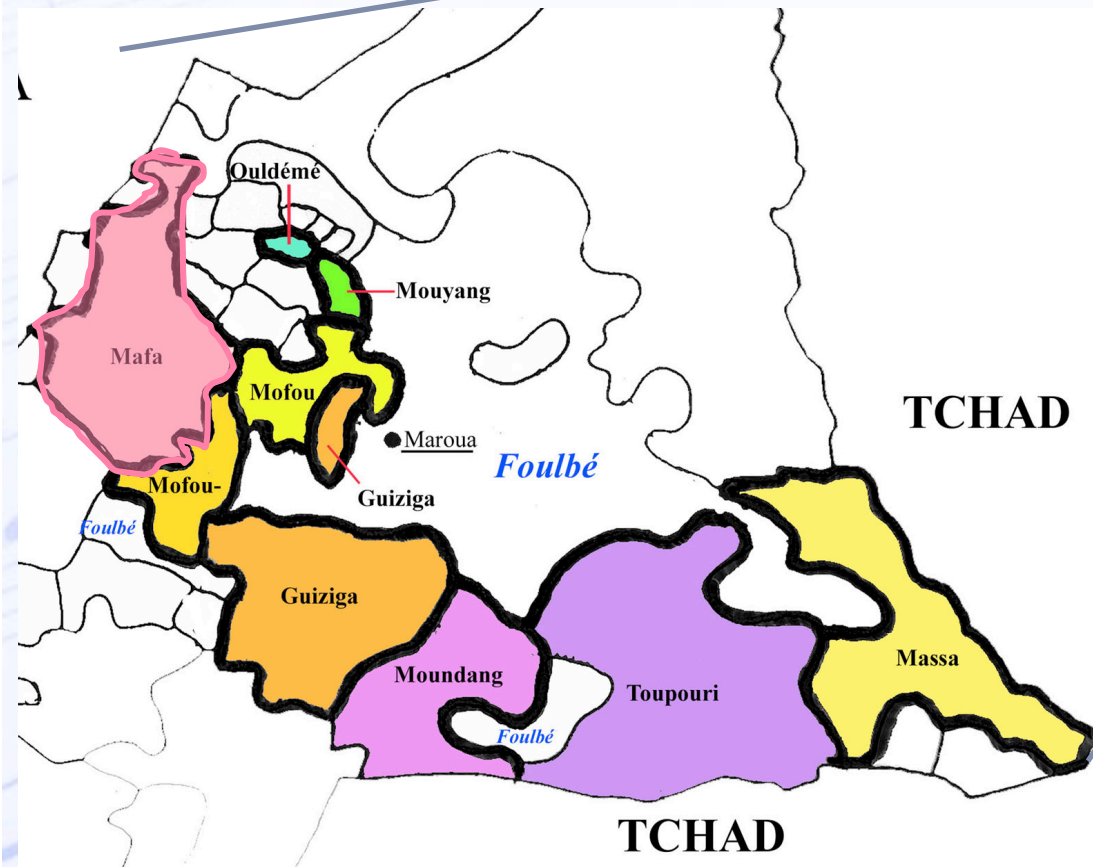 Ouldémé
Mouyang
Mafa
Mofou
TCHAD
Maroua
Foulbé
Mofou-
Guiziga
Foulbé
Guiziga
Massa
Moundang
Toupouri
Foulbé
TCHAD